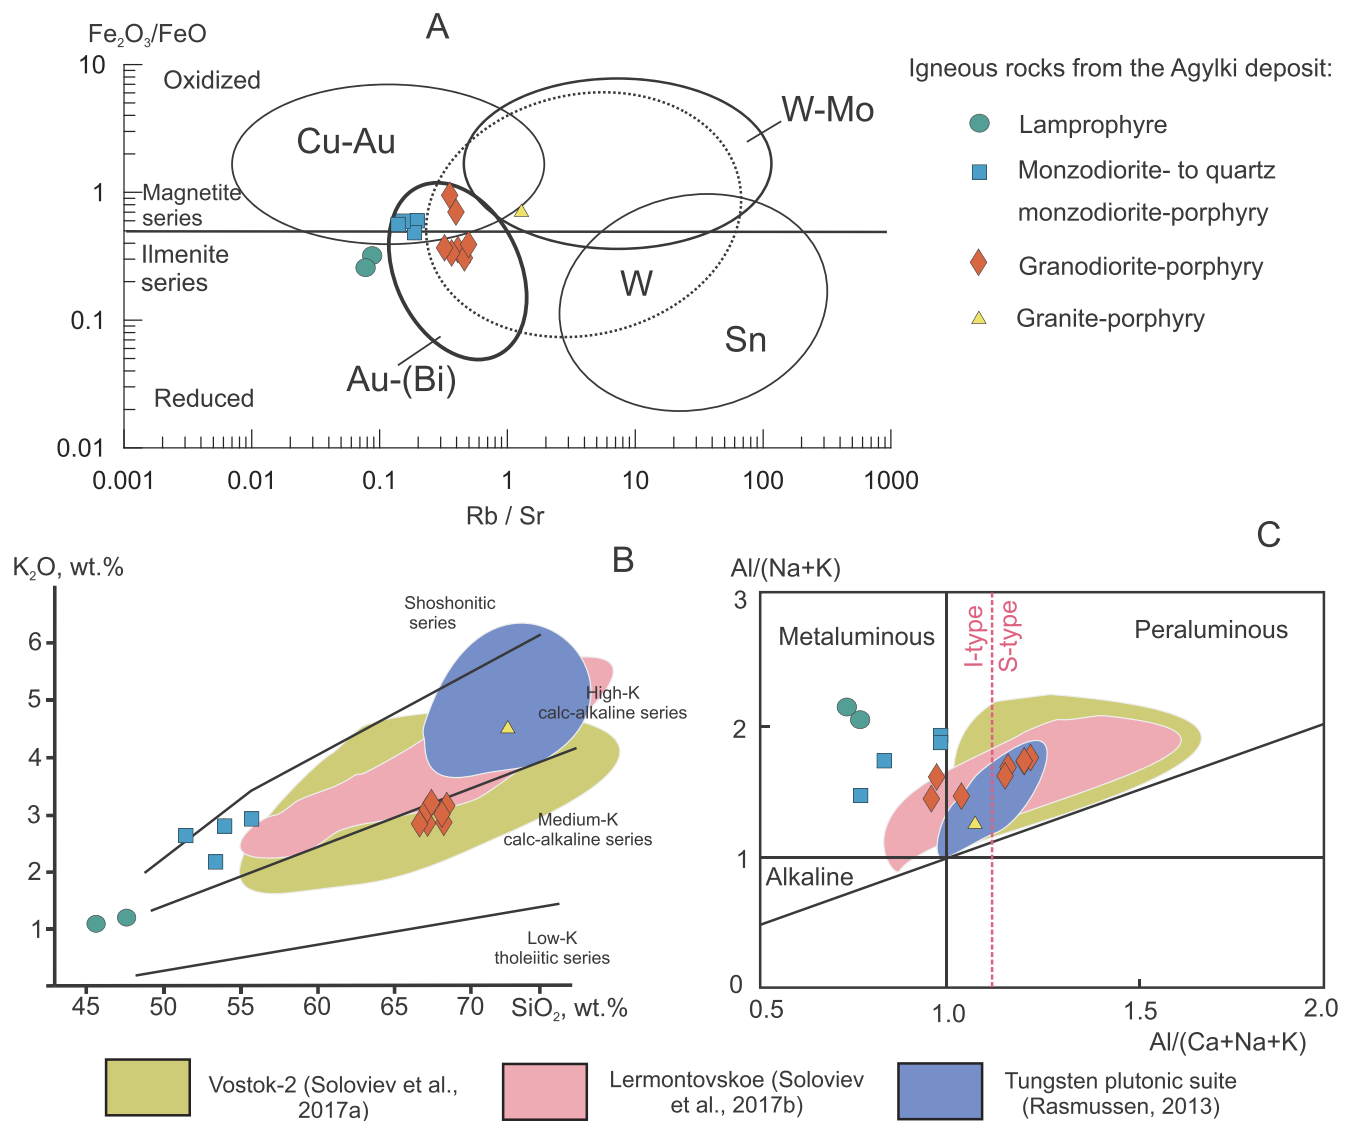 A
Fe₂O₃/FeO
10
1
0.1
0.01
Oxidized
Cu-Au
W-Mo
Magnetite
series
Ilmenite
series
W
Sn
Au-(Bi)
Reduced
0.001 0.01 0.1 1 10 100 1000
Rb / Sr
Igneous rocks from the Agylki deposit:
Lamprophyre
Monzodiorite- to quartz
monzodiorite-porphyry
Granodiorite-porphyry
Granite-porphyry
B
K₂O, wt.%
6
5
4
3
2
1
Shoshonitic
series
High-K
calc-alkaline series
Medium-K
calc-alkaline series
Low-K
tholeiitic series
45 50 55 60 65 70 SiO₂, wt.%
C
Al/(Na+K)
3
2
1
0
Metaluminous
I-type
S-type
Peraluminous
Alkaline
0.5 1.0 1.5 2.0
Al/(Ca+Na+K)
Vostok-2 (Soloviev et al.,
2017a)
Lermontovskoe (Soloviev
et al., 2017b)
Tungsten plutonic suite
(Rasmussen, 2013)